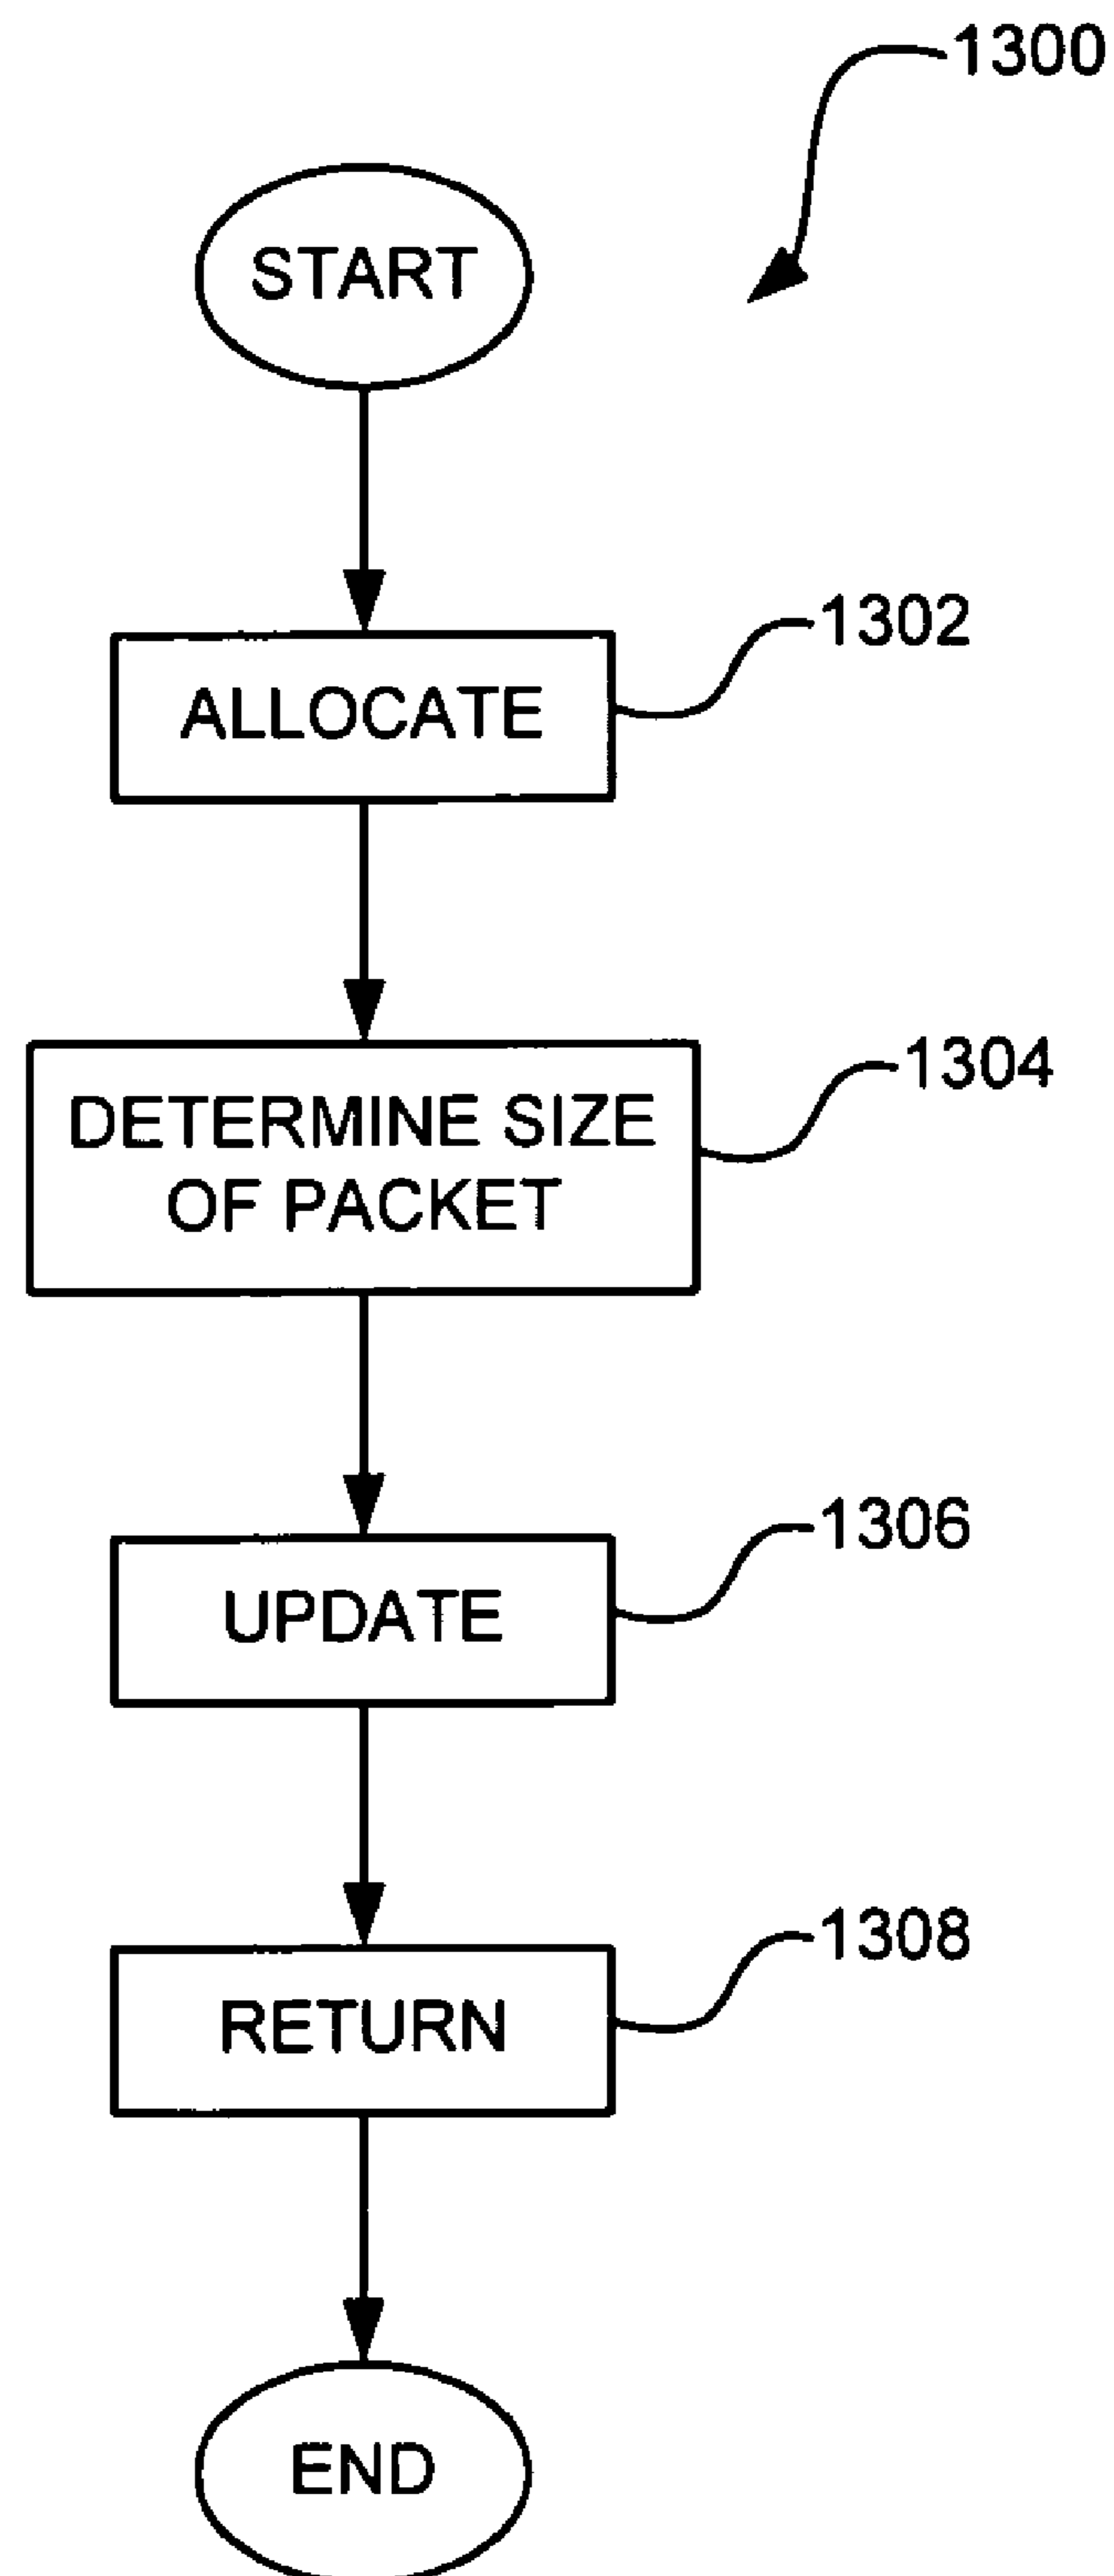 1300
START
1302
ALLOCATE
1304
DETERMINE SIZE
OF PACKET
1306
UPDATE
1308
RETURN
END